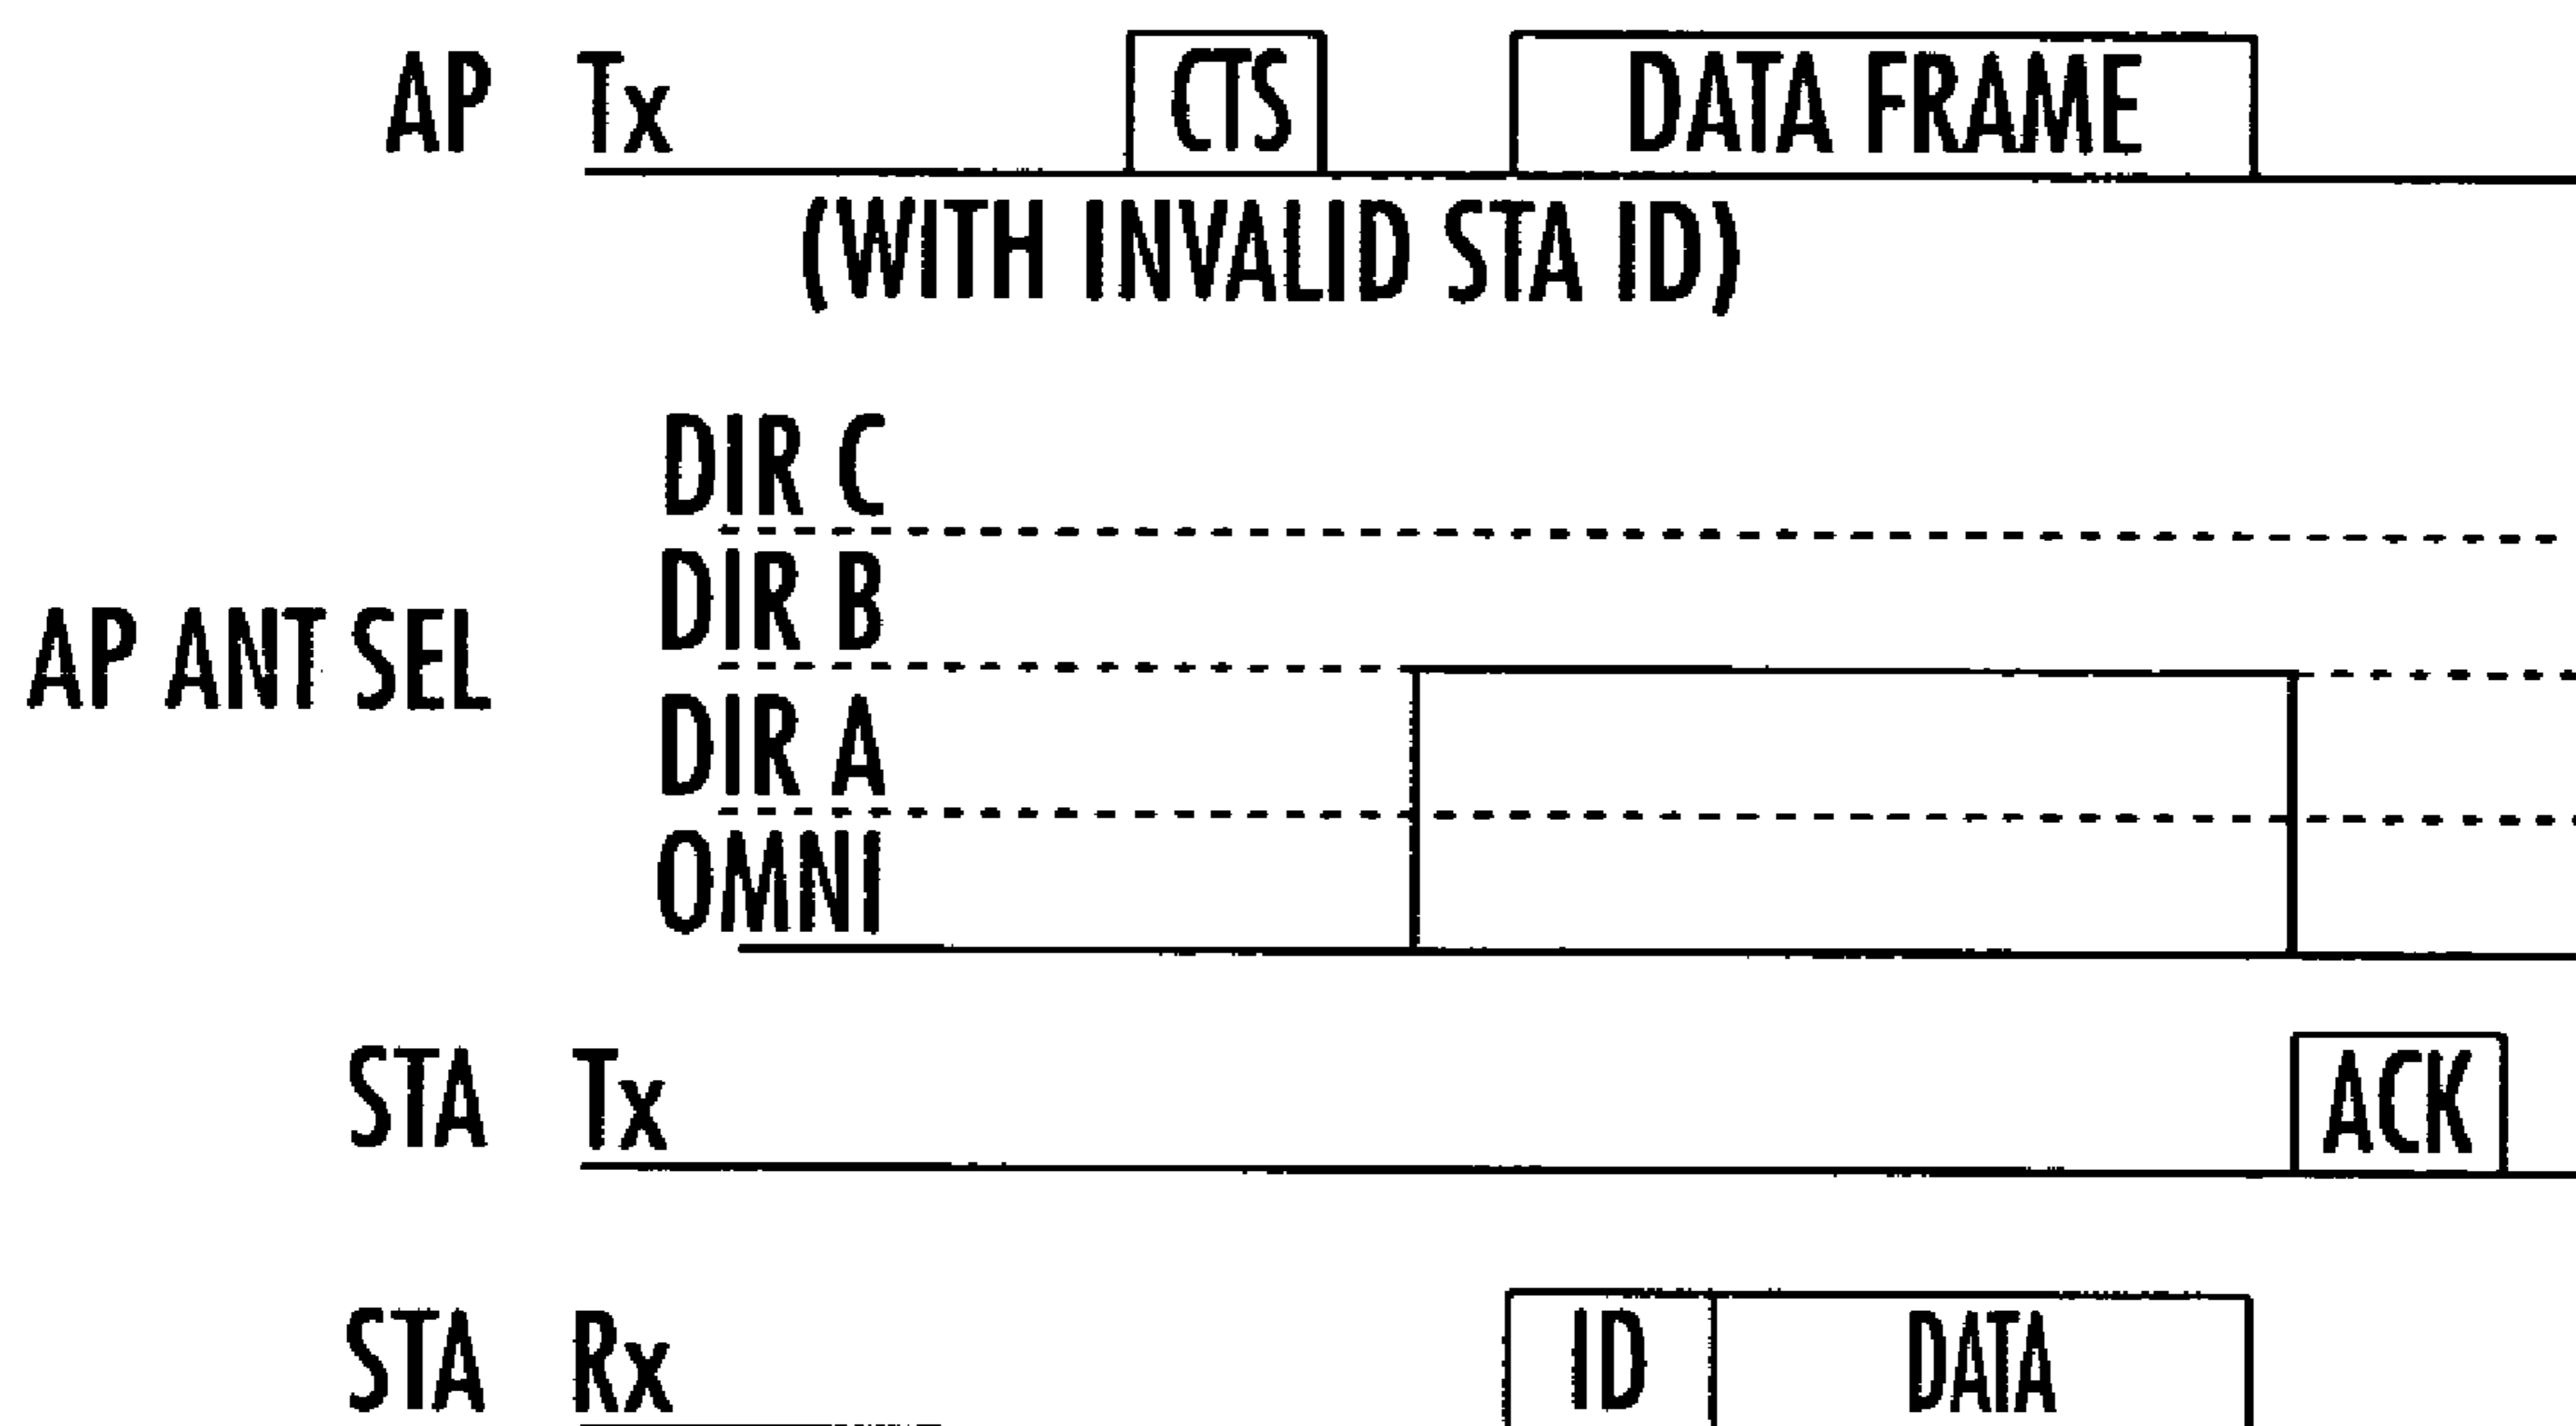 AP Tx CTS DATA FRAME
(WITH INVALID STA ID)
DIR C
DIR B
AP ANT SEL
DIR A
OMNI
STA Tx ACK
STA Rx ID DATA